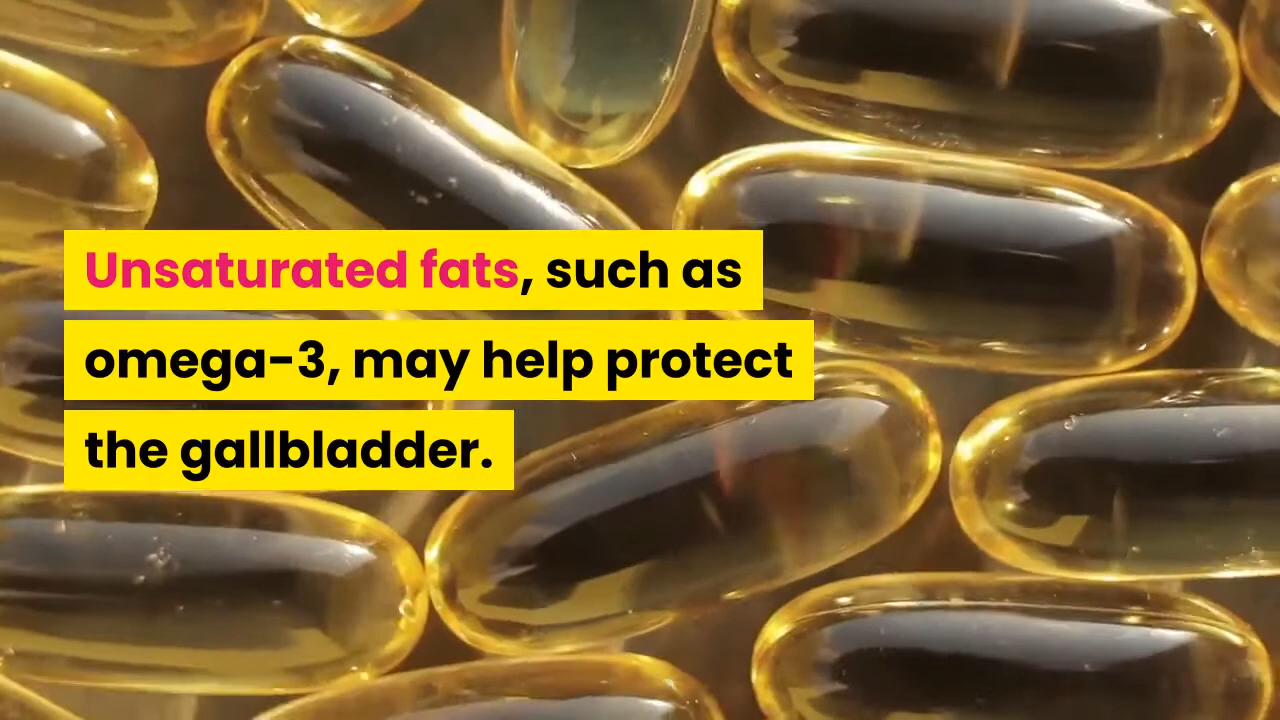 Unsaturated fats, such as
omega-3, may help protect
the gallbladder.